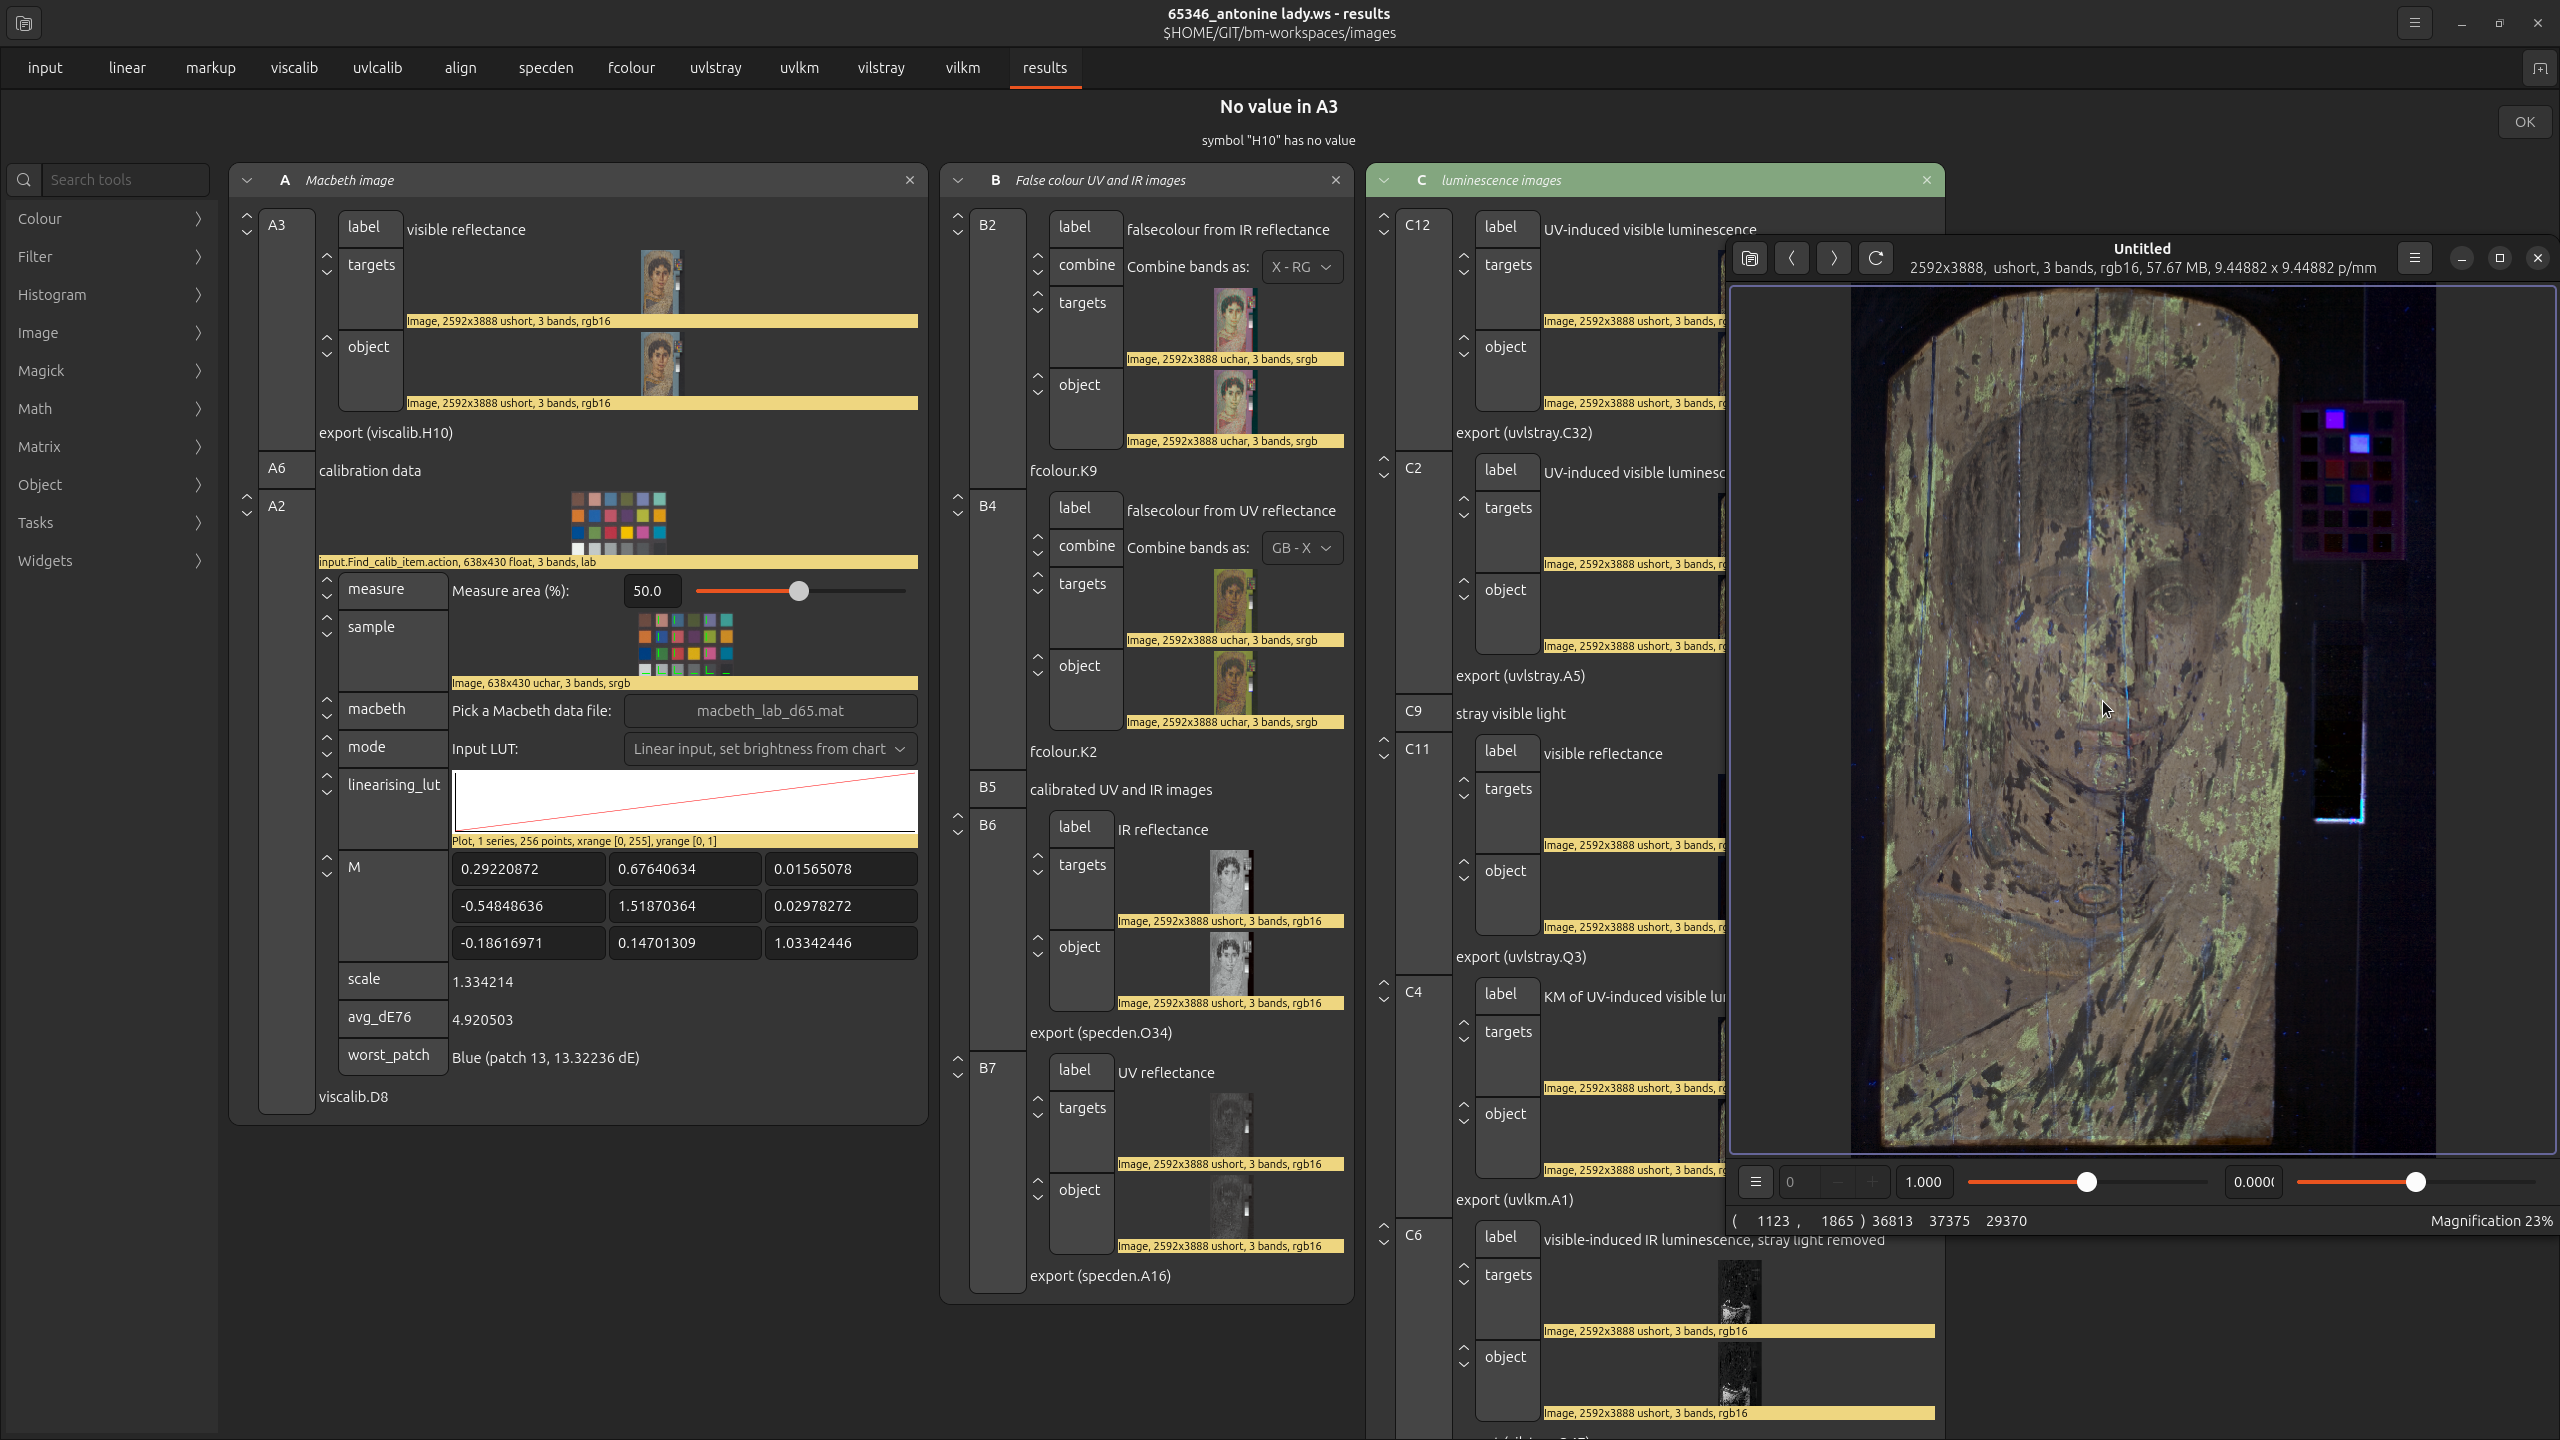 65346_antonine lady.ws - results
$HOME/GIT/bm-workspaces/images
input linear markup viscalib uvlcalib align specden fcolour uvlstray uvlkm vilstray vilkm results
No value in A3
symbol "H10" has no value
OK
Search tools
Colour
Filter
Histogram
Image
Magick
Math
Matrix
Object
Tasks
Widgets
A Macbeth image
A3
label visible reflectance
targets
Image, 2592x3888 ushort, 3 bands, rgb16
object
Image, 2592x3888 ushort, 3 bands, rgb16
export (viscalib.H10)
A6 calibration data
A2
input.Find_calib_item.action, 638x430 float, 3 bands, lab
measure Measure area (%): 50.0
sample
Image, 638x430 uchar, 3 bands, srgb
macbeth Pick a Macbeth data file: macbeth_lab_d65.mat
mode Input LUT: Linear input, set brightness from chart
linearising_lut
Plot, 1 series, 256 points, xrange [0, 255], yrange [0, 1]
M 0.29220872 0.67640634 0.01565078
-0.54848636 1.51870364 0.02978272
-0.18616971 0.14701309 1.03342446
scale 1.334214
avg_dE76 4.920503
worst_patch Blue (patch 13, 13.32236 dE)
viscalib.D8
B False colour UV and IR images
B2
label falsecolour from IR reflectance
combine Combine bands as: X - RG
targets
Image, 2592x3888 uchar, 3 bands, srgb
object
Image, 2592x3888 uchar, 3 bands, srgb
fcolour.K9
B4
label falsecolour from UV reflectance
combine Combine bands as: GB - X
targets
Image, 2592x3888 uchar, 3 bands, srgb
object
Image, 2592x3888 uchar, 3 bands, srgb
fcolour.K2
B5 calibrated UV and IR images
B6
label IR reflectance
targets
Image, 2592x3888 ushort, 3 bands, rgb16
object
Image, 2592x3888 ushort, 3 bands, rgb16
export (specden.O34)
B7
label UV reflectance
targets
Image, 2592x3888 ushort, 3 bands, rgb16
object
Image, 2592x3888 ushort, 3 bands, rgb16
export (specden.A16)
C luminescence images
C12
label UV-induced visible luminescence
targets
Image, 2592x3888 ushort, 3 bands,
object
Image, 2592x3888 ushort, 3 bands,
export (uvlstray.C32)
C2
label UV-induced visible
targets
Image, 2592x3888 ushort, 3 bands,
object
Image, 2592x3888 ushort, 3 bands,
export (uvlstray.A5)
C9 stray visible light
C11
label visible reflectance
targets
Image, 2592x3888 ushort, 3 bands,
object
Image, 2592x3888 ushort, 3 bands,
export (uvlstray.Q3)
C4
label KM of UV-induced visible
targets
Image, 2592x3888 ushort, 3 bands,
object
Image, 2592x3888 ushort, 3 bands,
export (uvlkm.A1)
C6
label visible-induced IR luminescence, stray light removed
targets
Image, 2592x3888 ushort, 3 bands, rgb16
object
Image, 2592x3888 ushort, 3 bands, rgb16
Untitled
2592x3888, ushort, 3 bands, rgb16, 57.67 MB, 9.44882 x 9.44882 p/mm
0 1.000 0.000
( 1123 , 1865 ) 36813 37375 29370
Magnification 23%